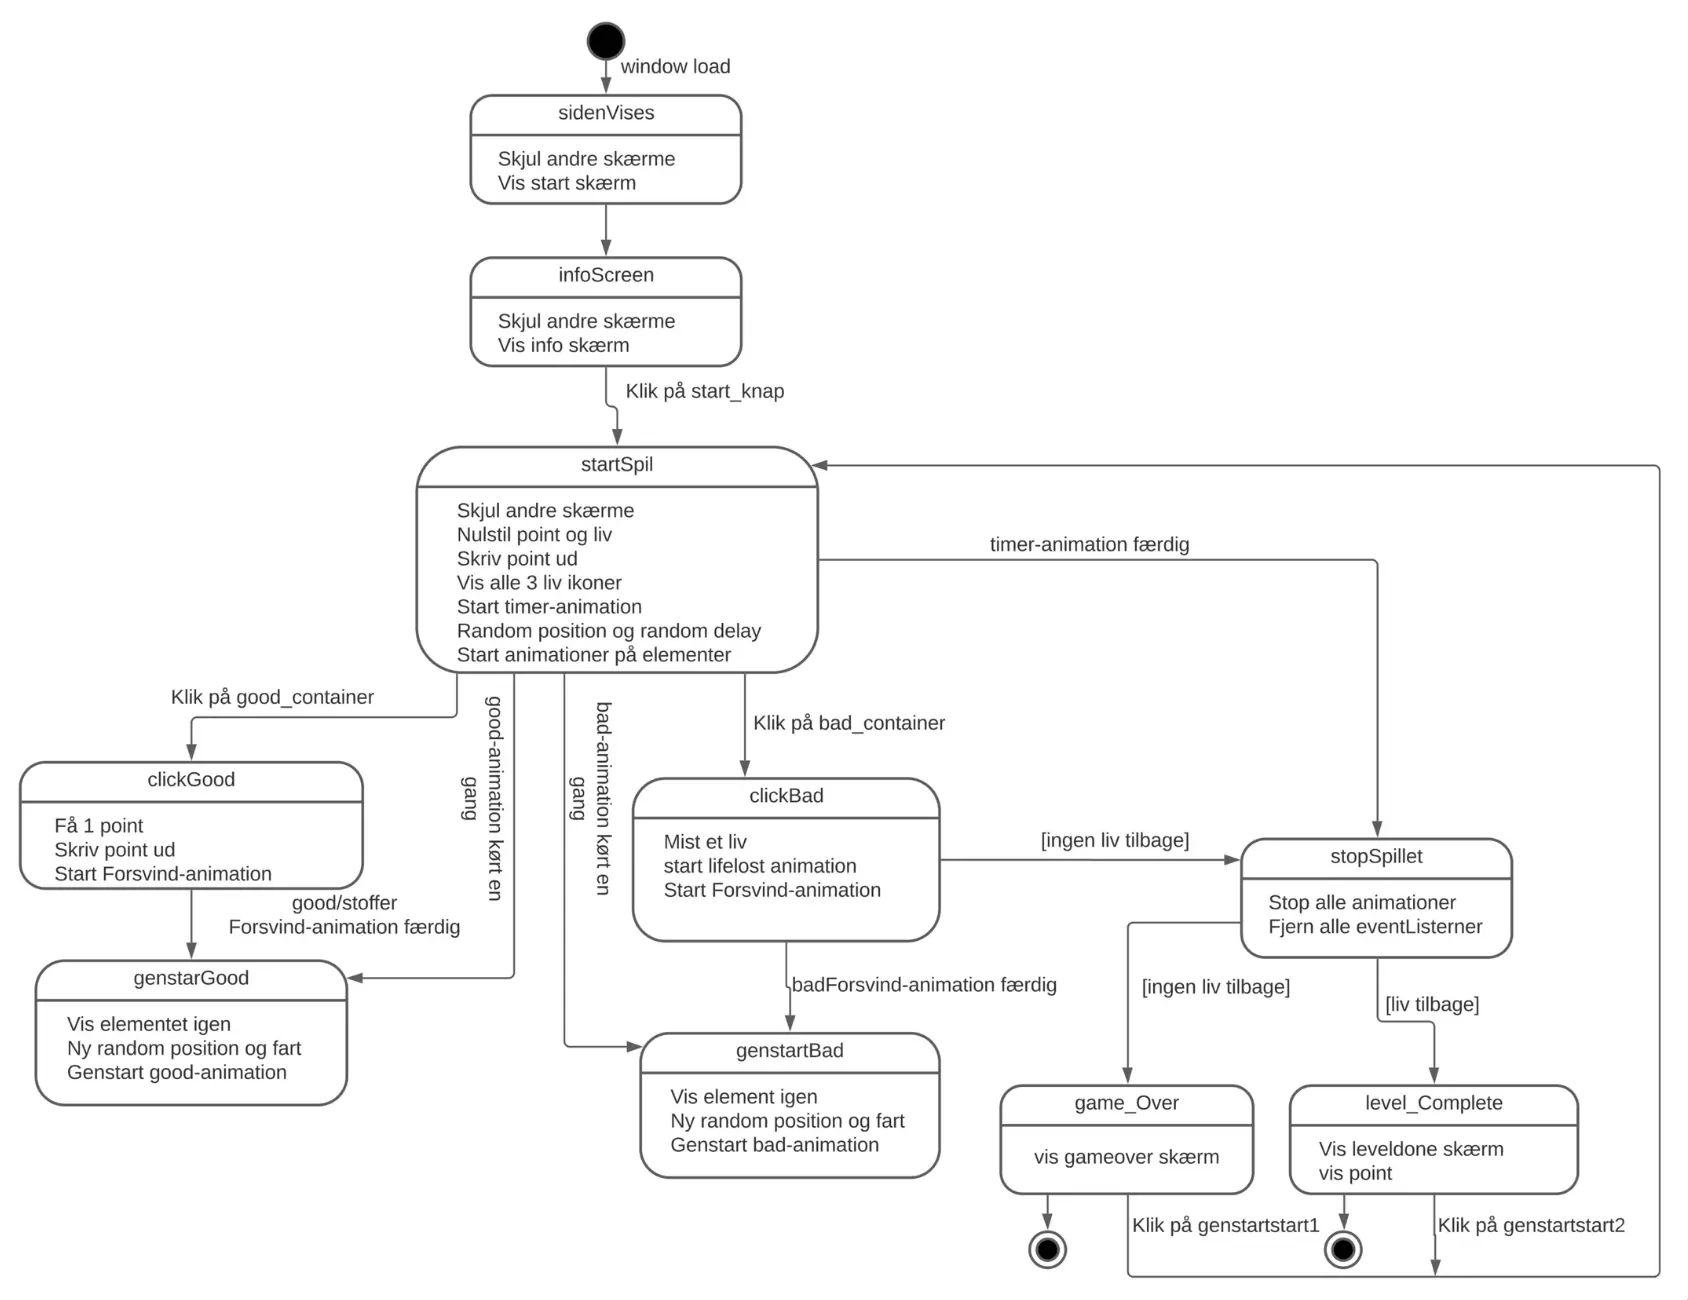 window load
sidenVises
Skjul andre skærme
Vis start skærm
infoScreen
Skjul andre skærme
Vis info skærm
Klik på start_knap
startSpil
Skjul andre skærme
Nulstil point og liv
Skriv point ud
Vis alle 3 liv ikoner
Start timer-animation
Random position og random delay
Start animationer på elementer
timer-animation færdig
Klik på good_container
good-animation kørt en
gang
bad-animation kørt en
gang
Klik på bad_container
clickGood
Få 1 point
Skriv point ud
Start Forsvind-animation
good/stoffer
Forsvind-animation færdig
genstarGood
Vis elementet igen
Ny random position og fart
Genstart good-animation
clickBad
Mist et liv
start lifelost animation
Start Forsvind-animation
badForsvind-animation færdig
genstartBad
Vis element igen
Ny random position og fart
Genstart bad-animation
[ingen liv tilbage]
stopSpillet
Stop alle animationer
Fjern alle eventListerner
[ingen liv tilbage]
[liv tilbage]
game_Over
vis gameover skærm
level_Complete
Vis leveldone skærm
vis point
Klik på genstartstart1
Klik på genstartstart2